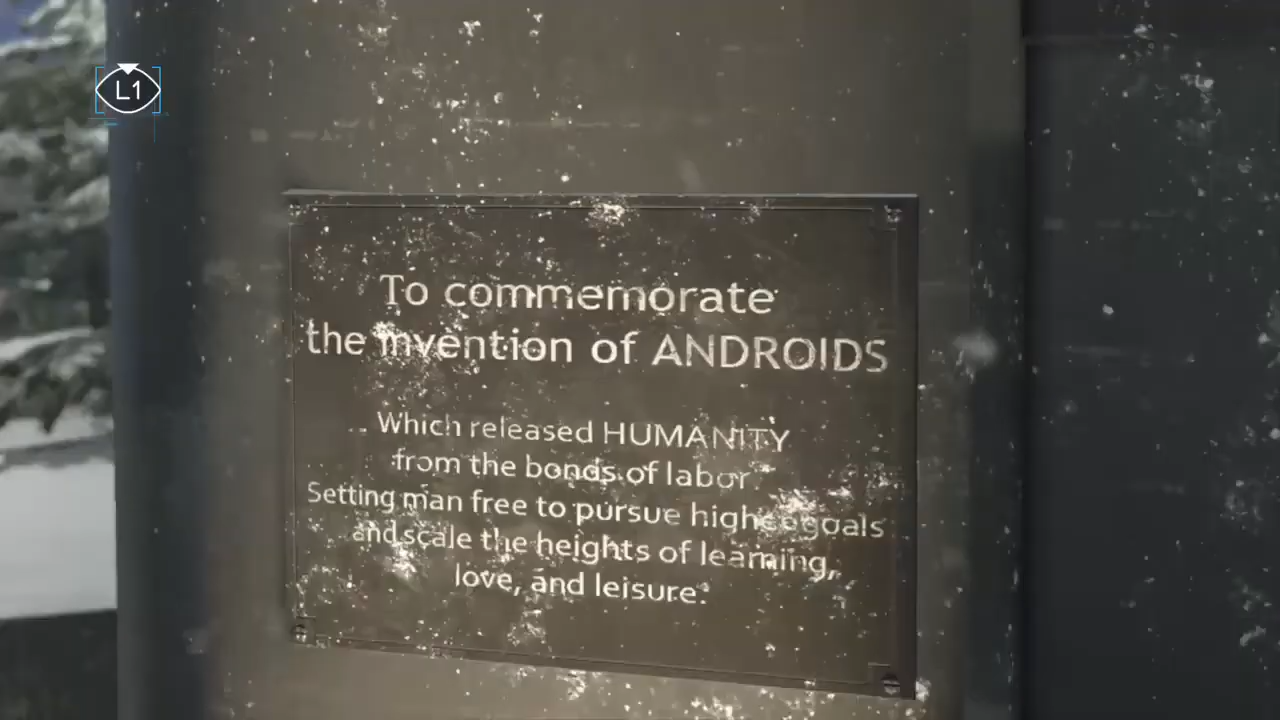 L1
To commemorate
the invention of ANDROIDS
Which released HUMANITY
from the bonds of labor
Setting man free to pursue higher goals
and scale the heights of learning,
love, and leisure.